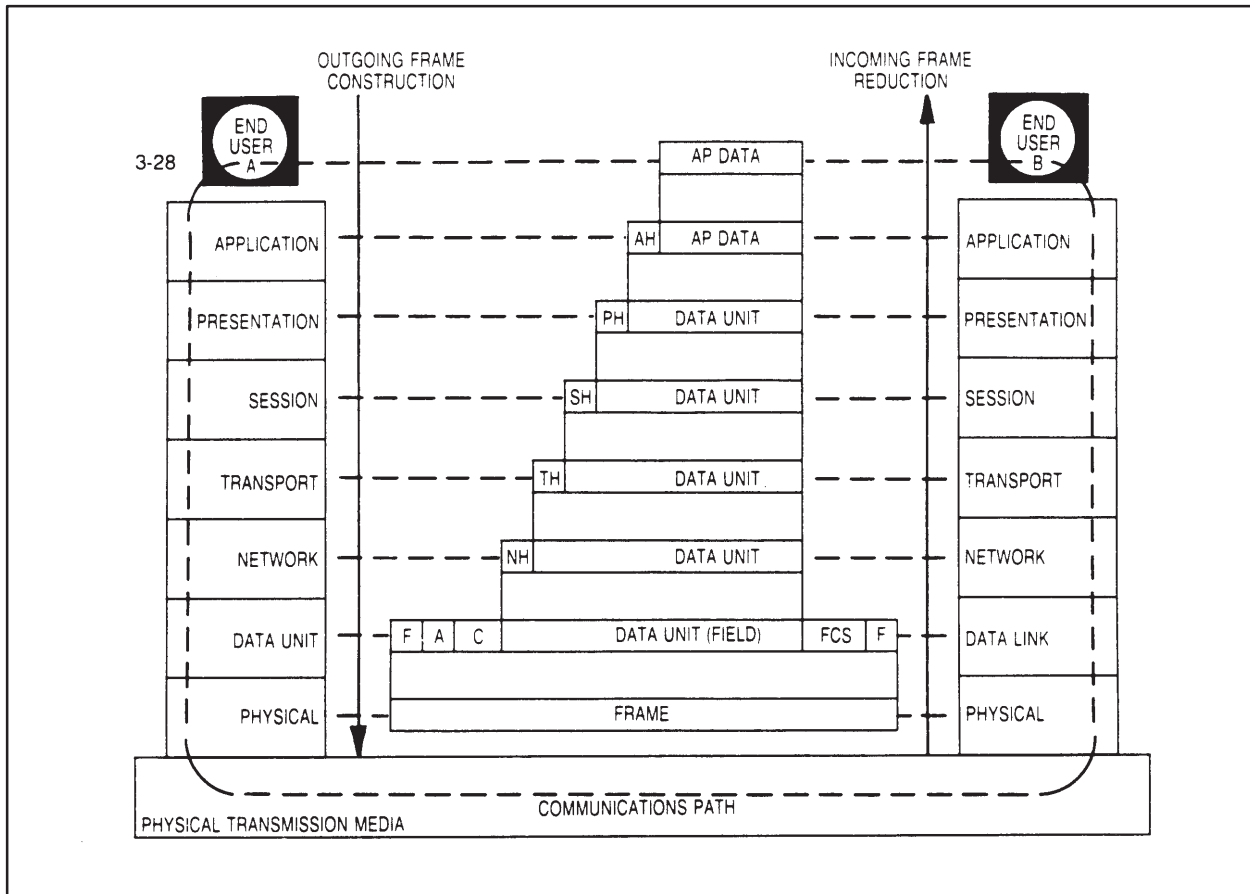 OUTGOING FRAME
CONSTRUCTION
INCOMING FRAME
REDUCTION
END
USER
A
END
USER
B
3-28
AP DATA
APPLICATION
AH
AP DATA
APPLICATION
PRESENTATION
PH
DATA UNIT
PRESENTATION
SESSION
SH
DATA UNIT
SESSION
TRANSPORT
TH
DATA UNIT
TRANSPORT
NETWORK
NH
DATA UNIT
NETWORK
DATA UNIT
F
A
C
DATA UNIT (FIELD)
FCS
F
DATA LINK
PHYSICAL
FRAME
PHYSICAL
COMMUNICATIONS PATH
PHYSICAL TRANSMISSION MEDIA